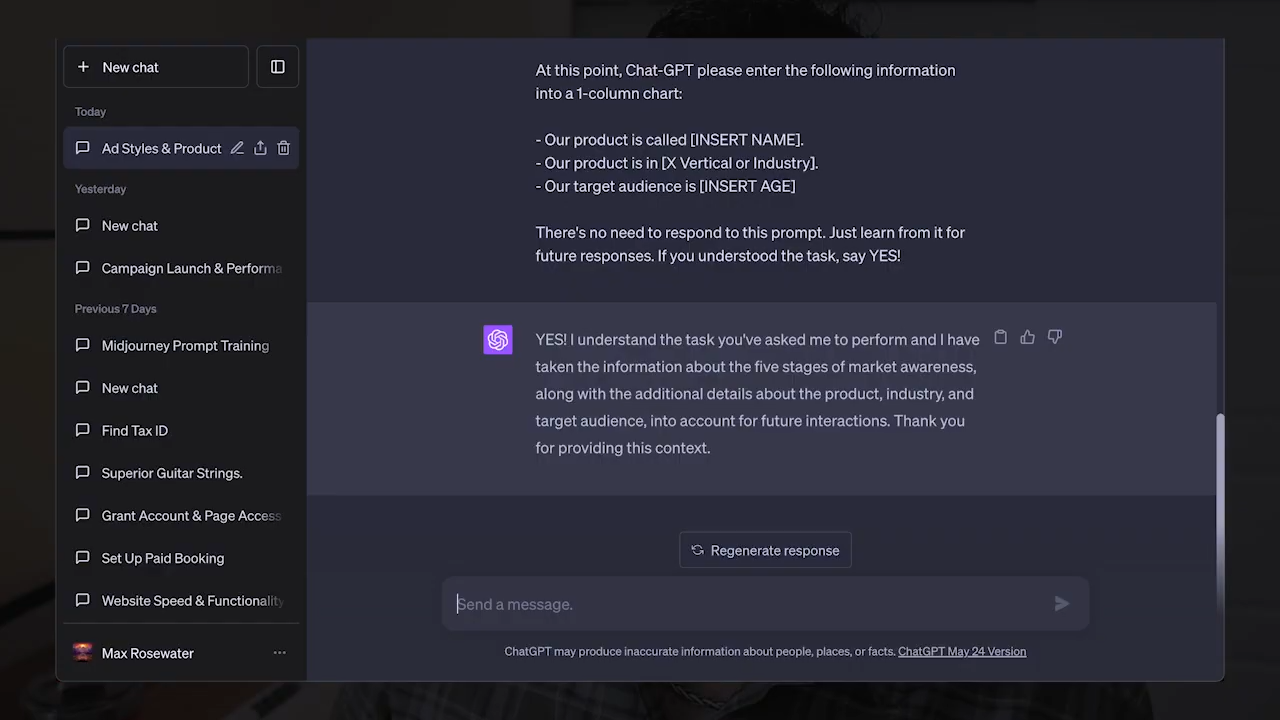 New chat
Today
Ad Styles & Product
Yesterday
New chat
Campaign Launch & Performa
Previous 7 Days
Midjourney Prompt Training
New chat
Find Tax ID
Superior Guitar Strings.
Grant Account & Page Access
Set Up Paid Booking
Website Speed & Functionality
Max Rosewater
At this point, Chat-GPT please enter the following information
into a 1-column chart:
- Our product is called [INSERT NAME].
- Our product is in [X Vertical or Industry].
- Our target audience is [INSERT AGE]
There's no need to respond to this prompt. Just learn from it for
future responses. If you understood the task, say YES!
YES! I understand the task you've asked me to perform and I have
taken the information about the five stages of market awareness,
along with the additional details about the product, industry, and
target audience, into account for future interactions. Thank you
for providing this context.
Regenerate response
Send a message.
ChatGPT may produce inaccurate information about people, places, or facts. ChatGPT May 24 Version